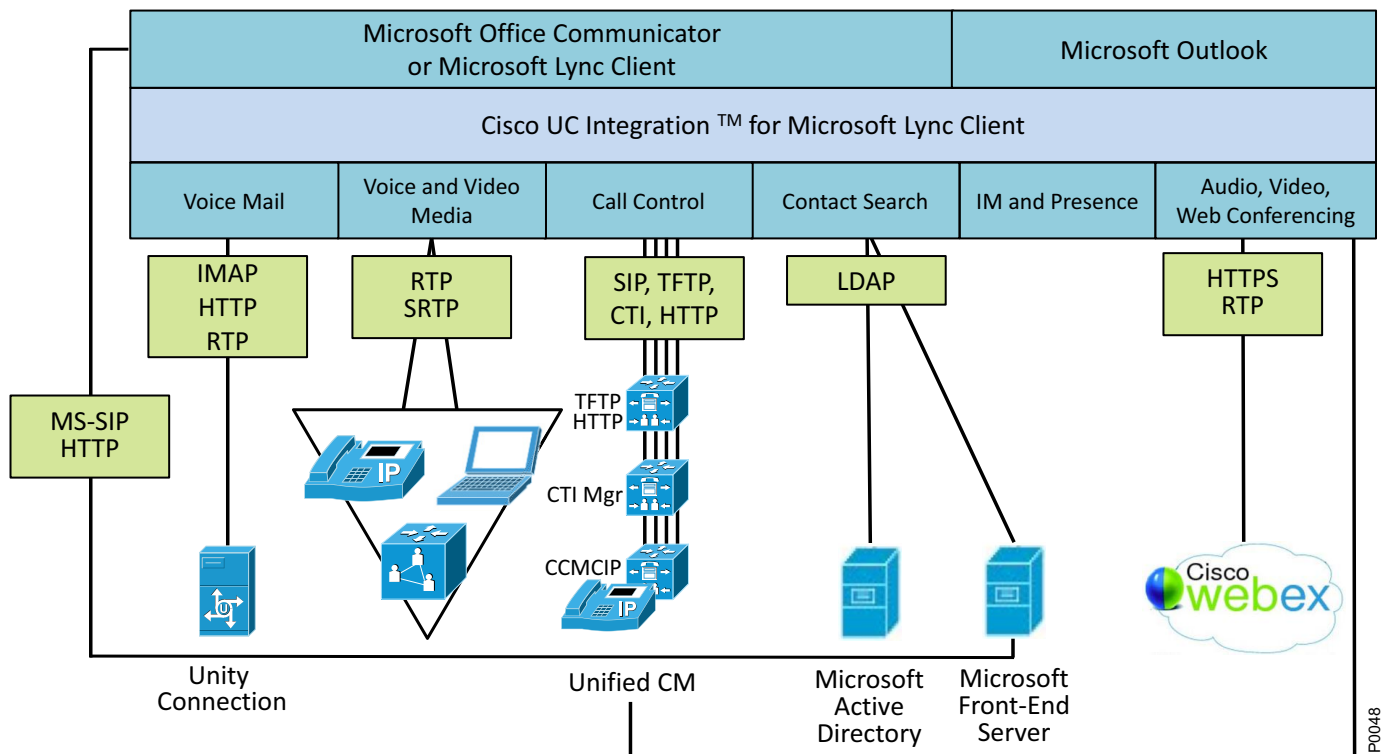 Microsoft Office Communicator
or Microsoft Lync Client
Microsoft Outlook
Cisco UC Integration ™ for Microsoft Lync Client
Voice Mail
Voice and Video
Media
Call Control
Contact Search
IM and Presence
Audio, Video,
Web Conferencing
IMAP
HTTP
RTP
RTP
SRTP
SIP, TFTP,
CTI, HTTP
LDAP
HTTPS
RTP
MS-SIP
HTTP
TFTP
HTTP
IP
CTI Mgr
CCMCIP
IP
U
Cisco
webex
Unity
Connection
Unified CM
Microsoft
Active
Directory
Microsoft
Front-End
Server
P0048